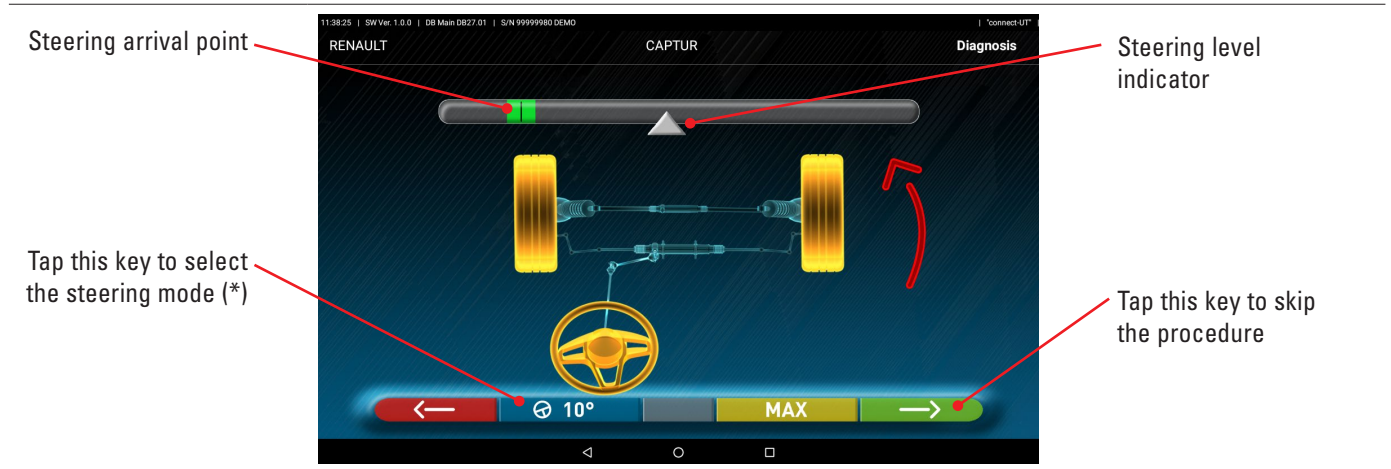 11:38:25 | SW Ver. 1.0.0 | DB Main DB27.01 | S/N 99999980 DEMO | "connect-UT" |
RENAULT CAPTUR Diagnosis
Steering arrival point
Steering level
indicator
Tap this key to select
the steering mode (*)
Tap this key to skip
the procedure
10° MAX